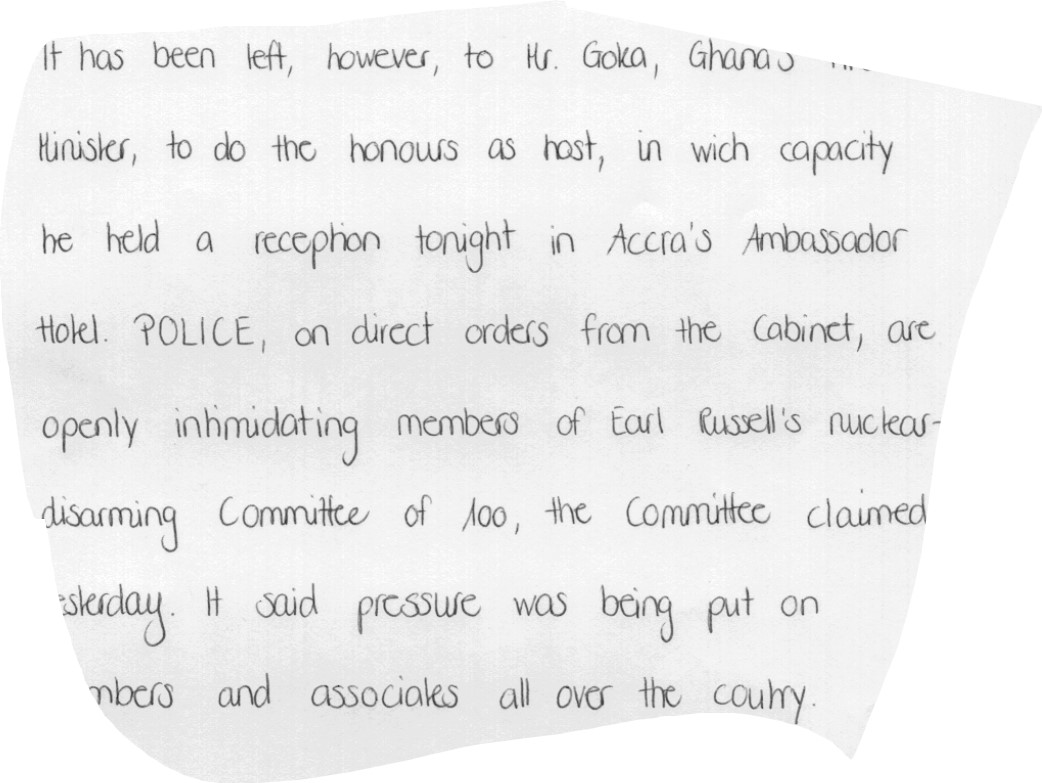 It has been left, however, to Mr. Goka, Ghana's
Minister, to do the honours as host, in wich capacity
he held a reception tonight in Accra's Ambassador
Hotel. POLICE, on direct orders from the Cabinet, are
openly intimidating members of Earl Russell's nuclear-
disarming Committee of 100, the Committee claimed
esterday. It said pressure was being put on
mbers and associates all over the coutry.